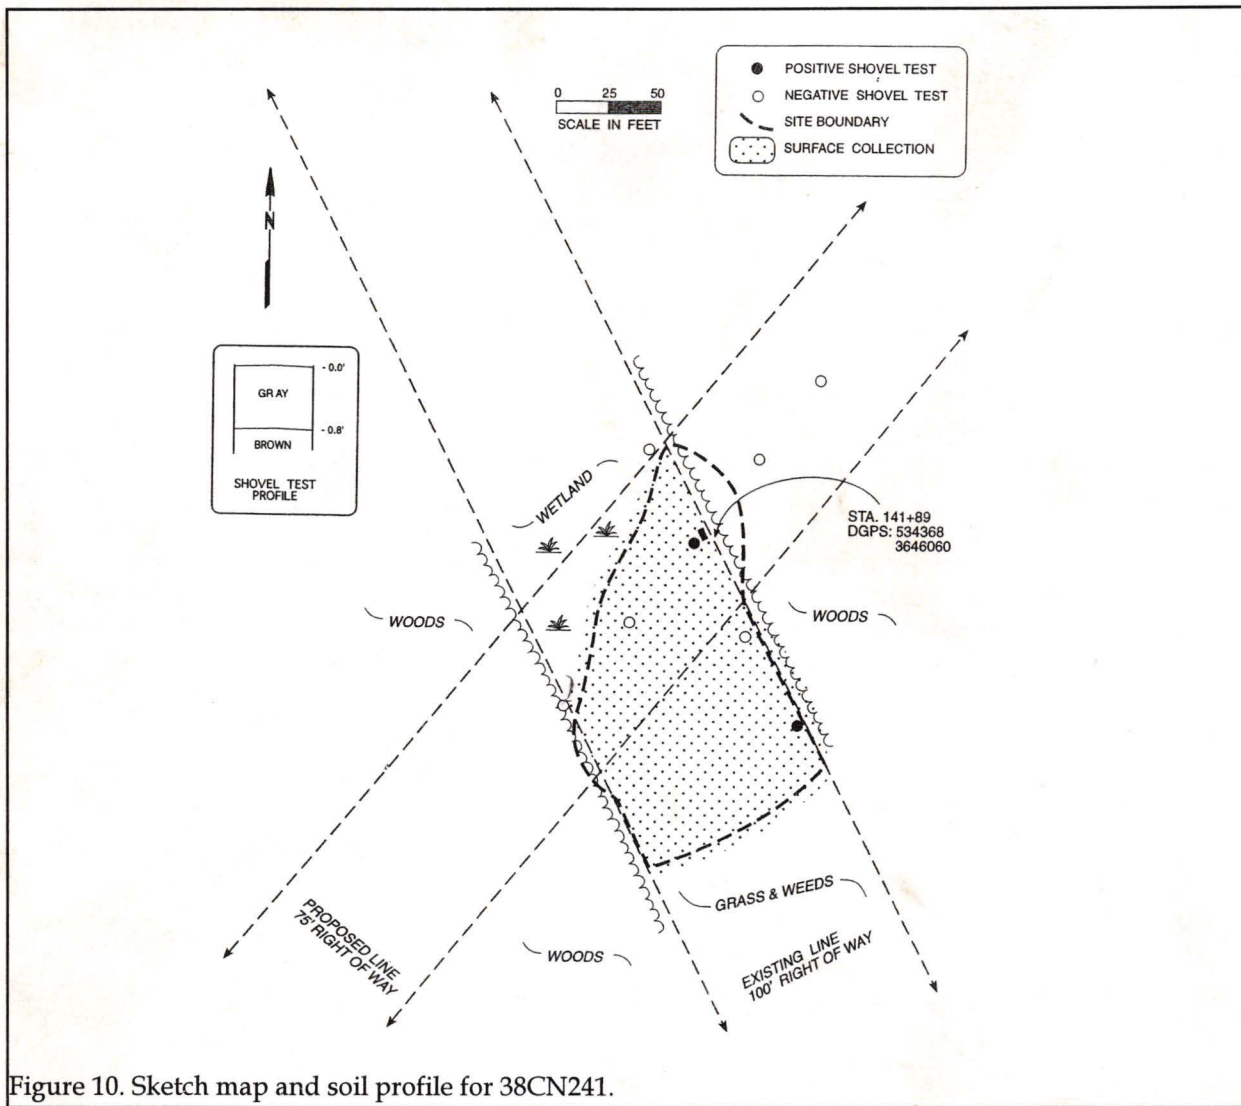 POSITIVE SHOVEL TEST
NEGATIVE SHOVEL TEST
SITE BOUNDARY
SURFACE COLLECTION
0 25 50
SCALE IN FEET
N
- 0.0'
GRAY
- 0.8'
BROWN
SHOVEL TEST
PROFILE
WETLAND
STA. 141+89
DGPS: 534368
3646060
WOODS
WOODS
GRASS & WEEDS
WOODS
PROPOSED LINE
75' RIGHT OF WAY
EXISTING LINE
100' RIGHT OF WAY
Figure 10. Sketch map and soil profile for 38CN241.